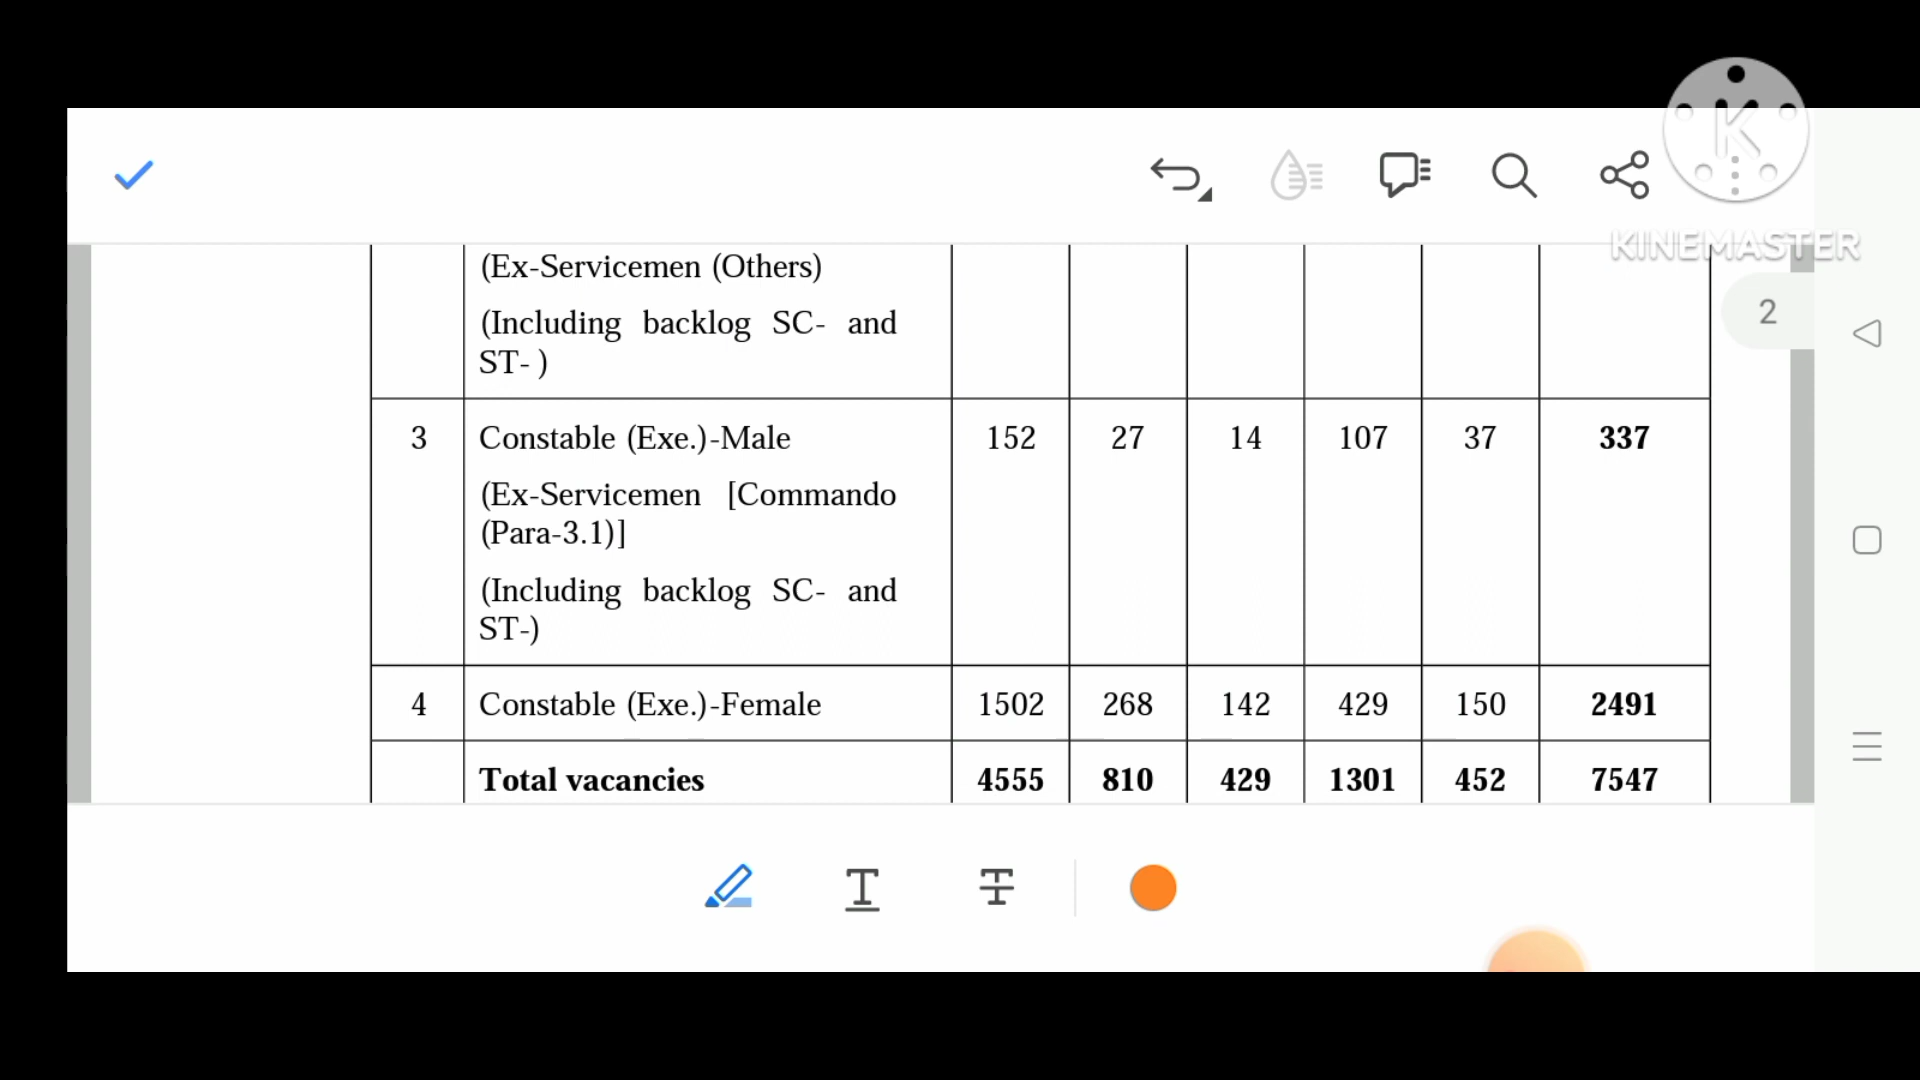 K
KINEMASTER
2
(Ex-Servicemen (Others)
(Including backlog SC- and
ST- )
3 Constable (Exe.)-Male 152 27 14 107 37 337
(Ex-Servicemen [Commando
(Para-3.1)]
(Including backlog SC- and
ST-)
4 Constable (Exe.)-Female 1502 268 142 429 150 2491
Total vacancies 4555 810 429 1301 452 7547